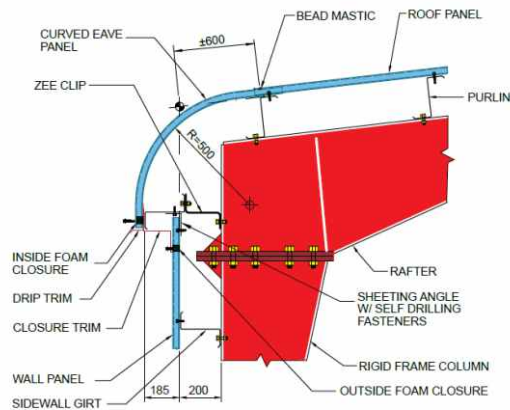 BEAD MASTIC
ROOF PANEL
CURVED EAVE
PANEL
±600
ZEE CLIP
PURLIN
R=500
INSIDE FOAM
CLOSURE
DRIP TRIM
CLOSURE TRIM
WALL PANEL
SIDEWALL GIRT
185
200
RAFTER
SHEETING ANGLE
W/ SELF DRILLING
FASTENERS
RIGID FRAME COLUMN
OUTSIDE FOAM CLOSURE